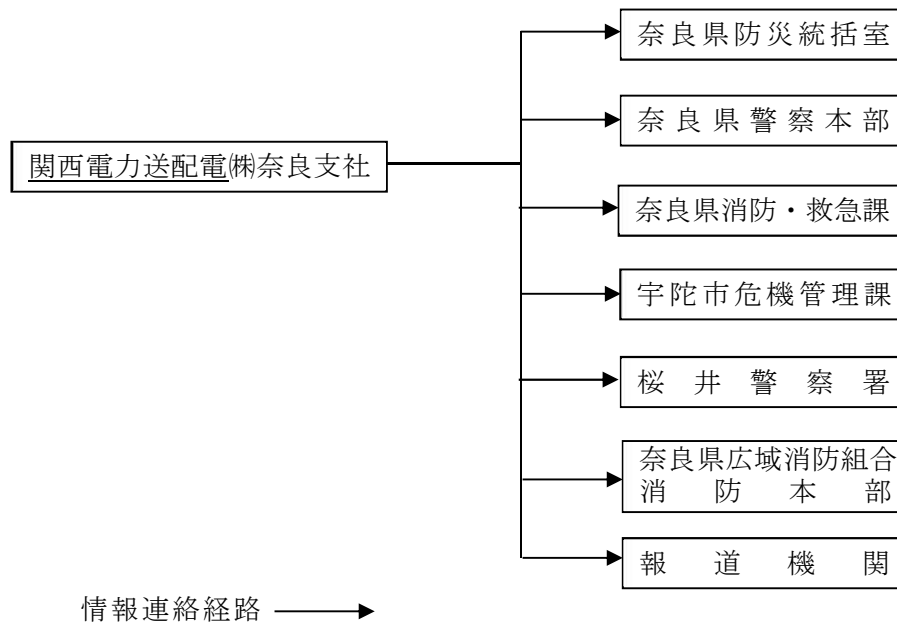 奈良県防災統括室
奈良県警察本部
関西電力送配電㈱奈良支社
奈良県消防・救急課
宇陀市危機管理課
桜井警察署
奈良県広域消防組合
消防本部
報道機関
情報連絡経路